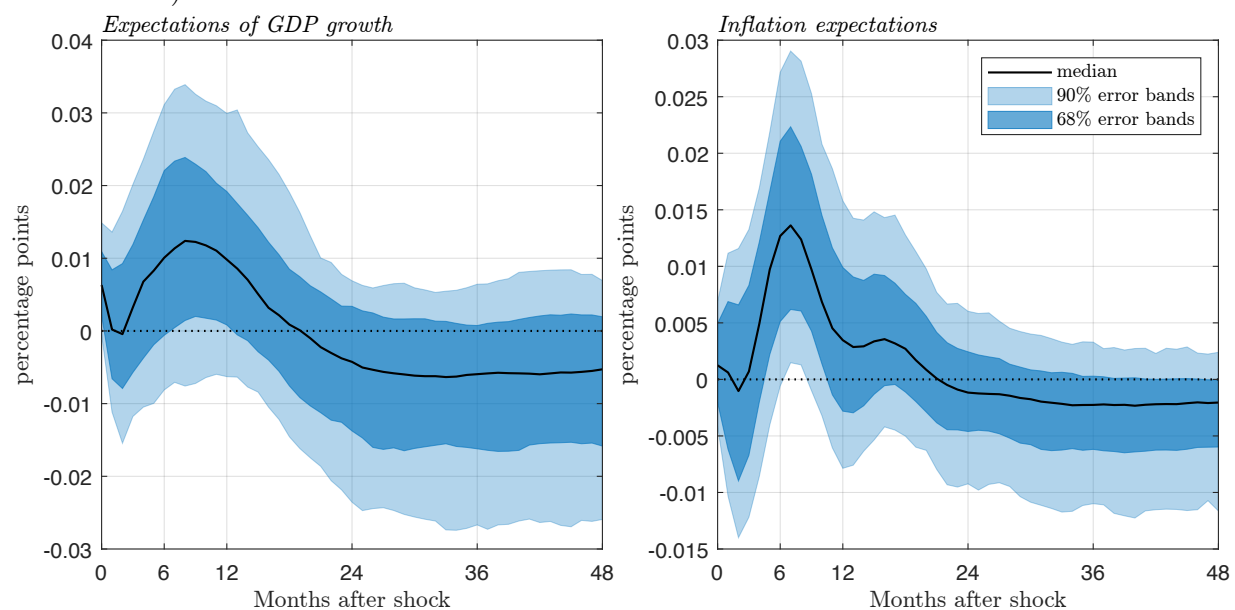 )
Expectations of GDP growth
0.04
0.03
0.02
0.01
0
-0.01
-0.02
-0.03
percentage points
0 6 12 24 36 48
Months after shock
Inflation expectations
0.03
0.025
0.02
0.015
0.01
0.005
0
-0.005
-0.01
-0.015
percentage points
0 6 12 24 36 48
Months after shock
median
90% error bands
68% error bands